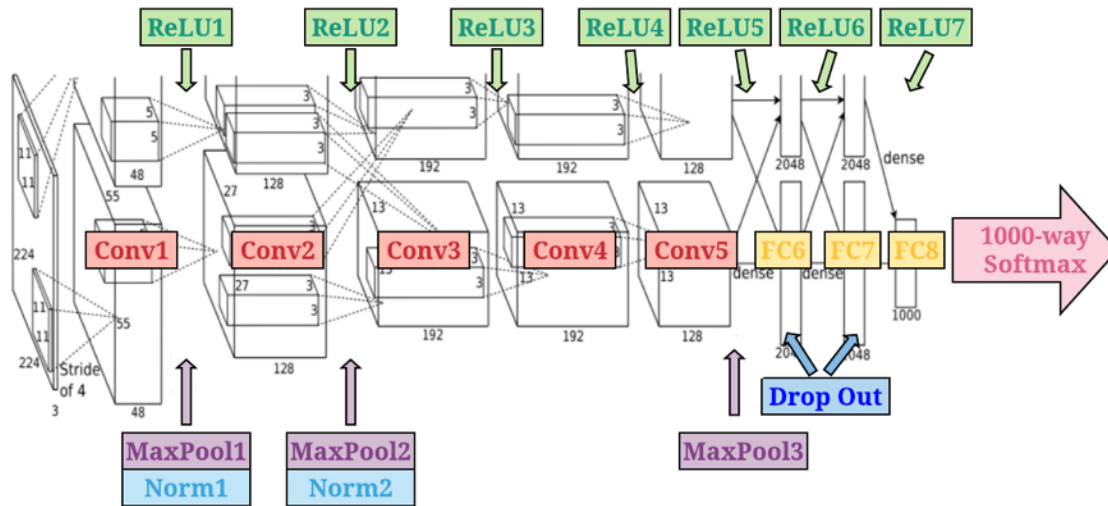 ReLU1
ReLU2
ReLU3
ReLU4
ReLU5
ReLU6
ReLU7
11
11
5
5
48
3
3
3
128
3
3
192
3
3
3
192
128
2048
2048
dense
55
27
13
13
13
224
Conv1
Conv2
Conv3
Conv4
Conv5
FC6
FC7
FC8
1000-way
Softmax
3
3
3
3
27
3
3
13
3
13
3
13
dense
dense
11
11
55
224
Stride
of 4
3
48
128
192
192
128
2048
1000
Drop Out
MaxPool1
Norm1
MaxPool2
Norm2
MaxPool3